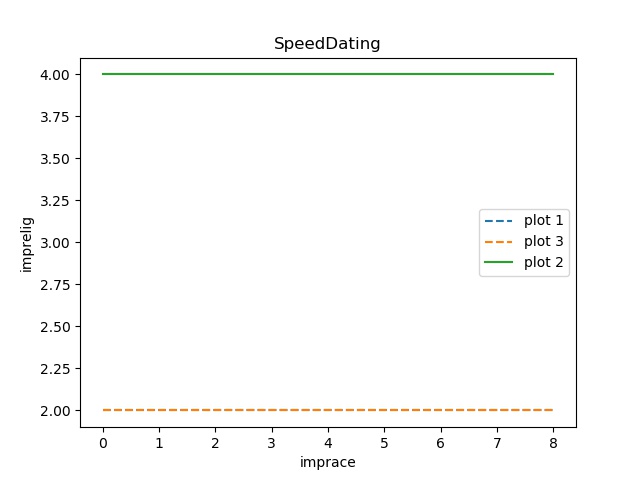 SpeedDating
4.00
3.75
3.50
3.25
3.00
2.75
2.50
2.25
2.00
imprelig
plot 1
plot 3
plot 2
0 1 2 3 4 5 6 7 8
imprace